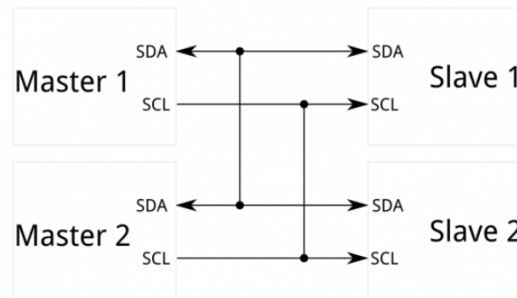 SDA SDA
Master 1 Slave 1
SCL SCL
SDA SDA
Master 2 Slave 2
SCL SCL